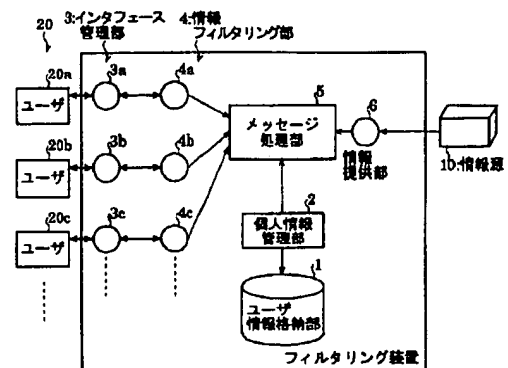 20
3:インタフェース
管理部
4:情報
フィルタリング部
20a
ユーザ
3a
4a
5
メッセージ
処理部
6
情報
提供部
10:情報源
20b
ユーザ
3b
4b
2
個人情報
管理部
20c
ユーザ
3c
4c
1
ユーザ
情報格納部
フィルタリング装置